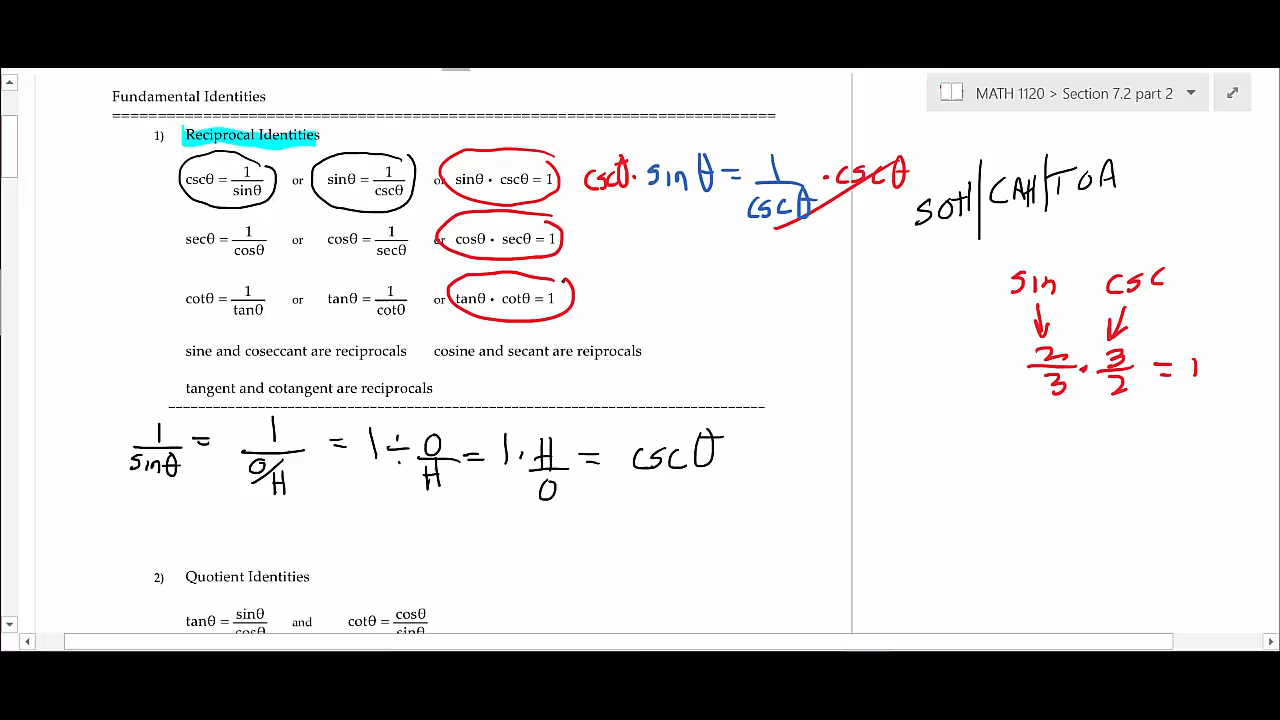 Fundamental Identities
MATH 1120 > Section 7.2 part 2
================================================================
1) Reciprocal Identities
cscθ = 1/sinθ or sinθ = 1/cscθ or sinθ · cscθ = 1
cscθ · sinθ = 1/cscθ · cscθ
SOH/CAH/TOA
secθ = 1/cosθ or cosθ = 1/secθ or cosθ · secθ = 1
cotθ = 1/tanθ or tanθ = 1/cotθ or tanθ · cotθ = 1
sin csc
2/3 · 3/2 = 1
sine and coseccant are reciprocals cosine and secant are reiprocals
tangent and cotangent are reciprocals
1/sinθ = 1/(O/H) = 1 ÷ O/H = 1 · H/O = cscθ
2) Quotient Identities
tanθ = sinθ/cosθ and cotθ = cosθ/sinθ